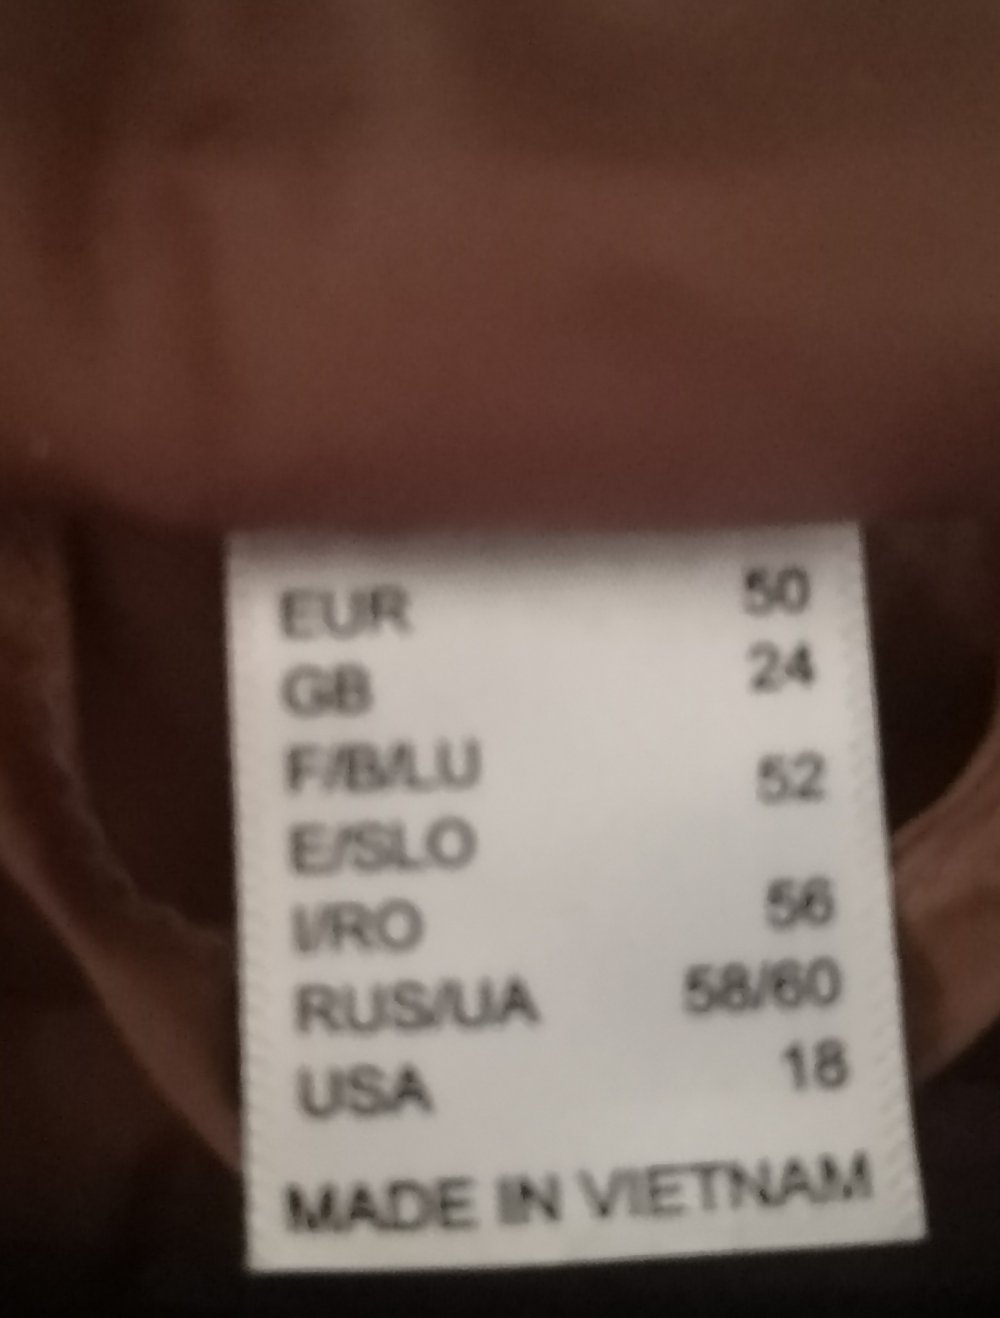 EUR 50
GB 24
F/B/LU 52
E/SLO
I/RO 56
RUS/UA 58/60
USA 18
MADE IN VIETNAM